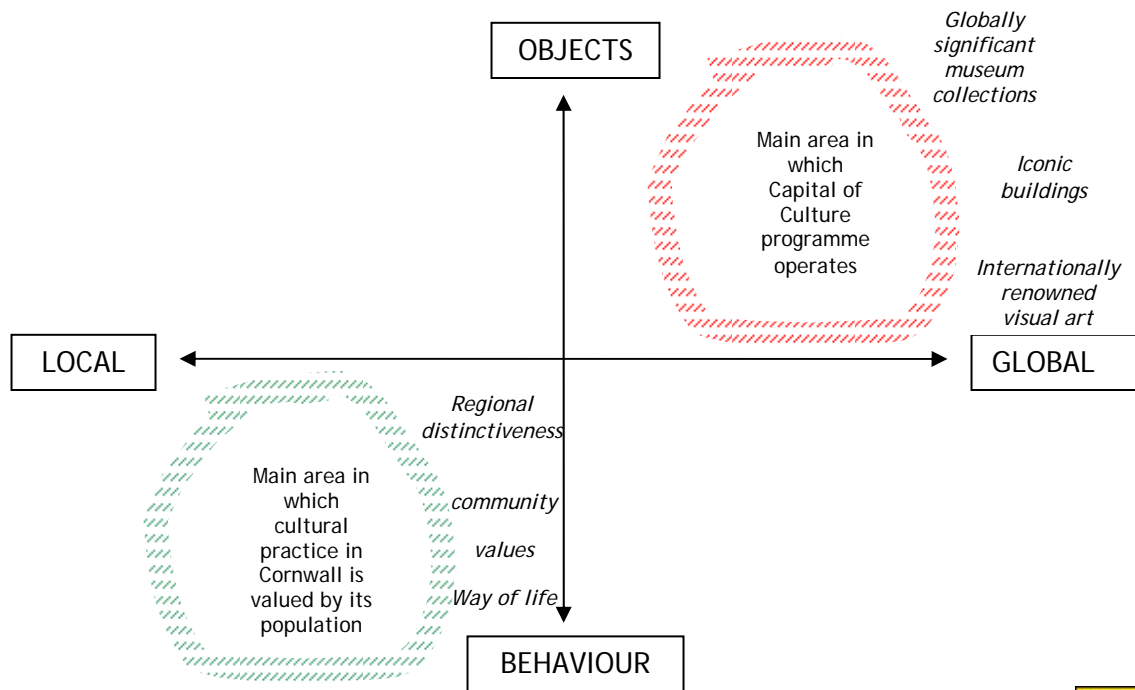 OBJECTS
Globally
significant
museum
collections
Main area in
which
Capital of
Culture
programme
operates
Iconic
buildings
Internationally
renowned
visual art
LOCAL
GLOBAL
Regional
distinctiveness
Main area in
which
cultural
practice in
Cornwall is
valued by its
population
community
values
Way of life
BEHAVIOUR